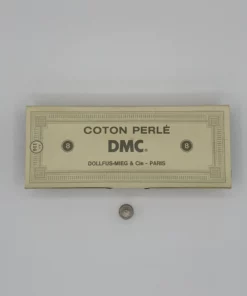 COTON PERLÉ
8 DMC® 8
DOLLFUS-MIEG & Cie - PARIS